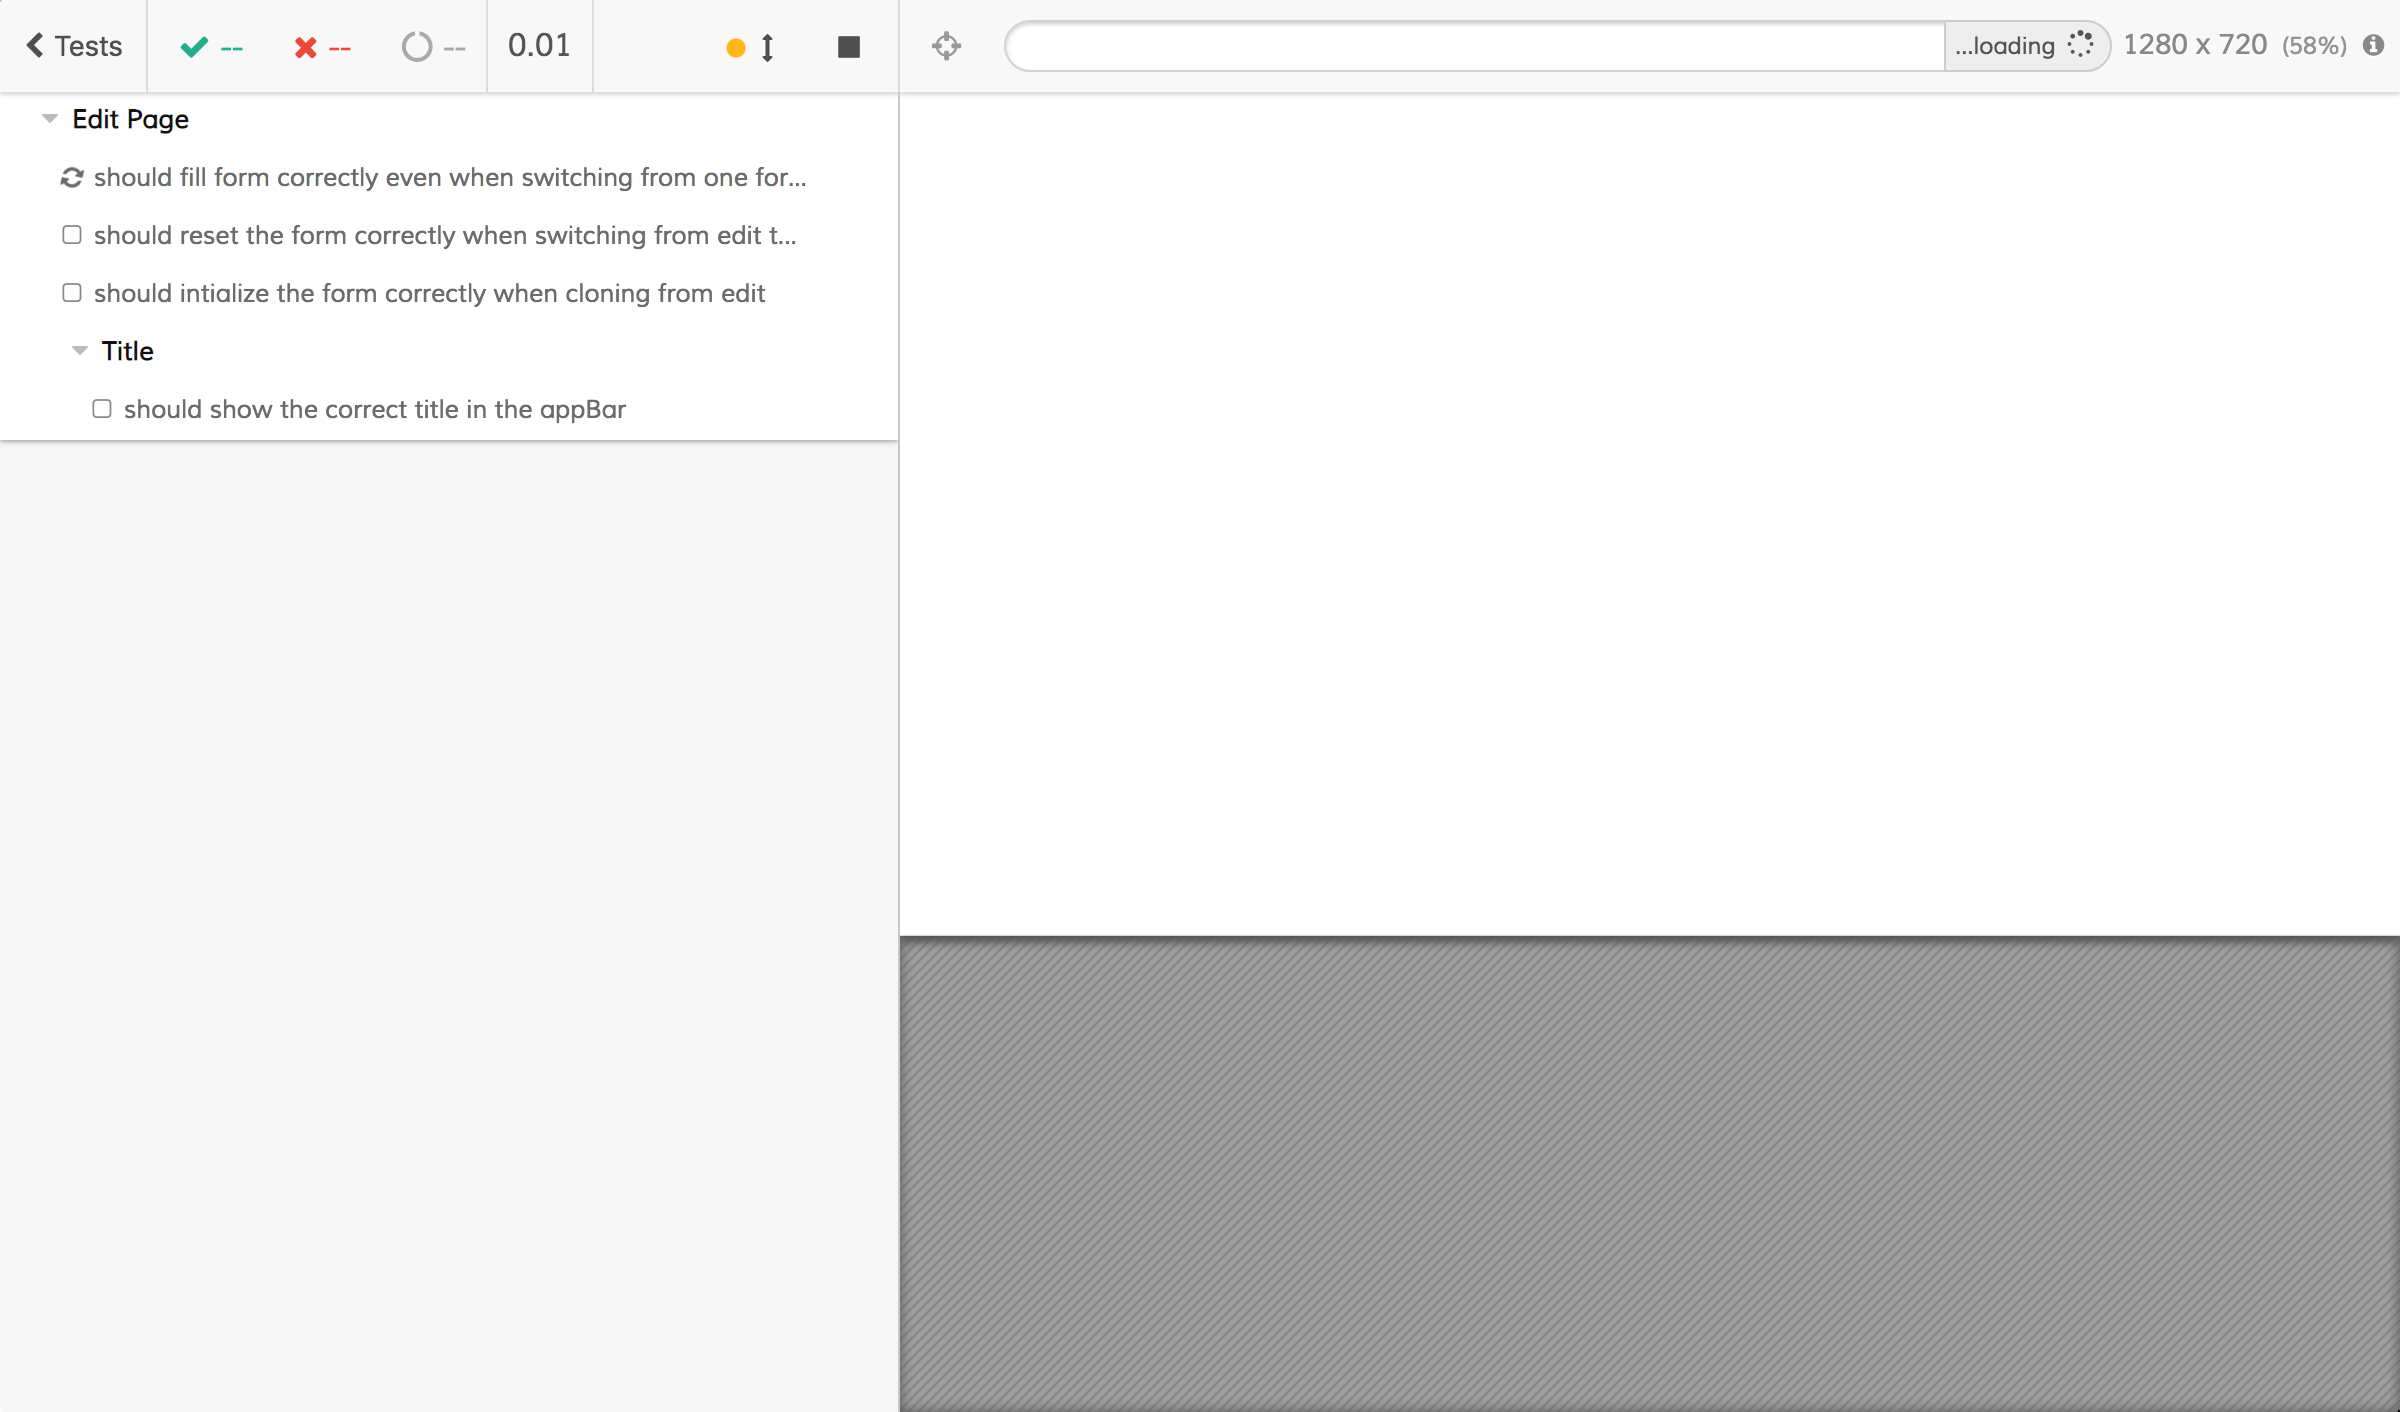 Tests -- -- -- 0.01 ...loading 1280 x 720 (58%)
Edit Page
should fill form correctly even when switching from one for...
should reset the form correctly when switching from edit t...
should intialize the form correctly when cloning from edit
Title
should show the correct title in the appBar